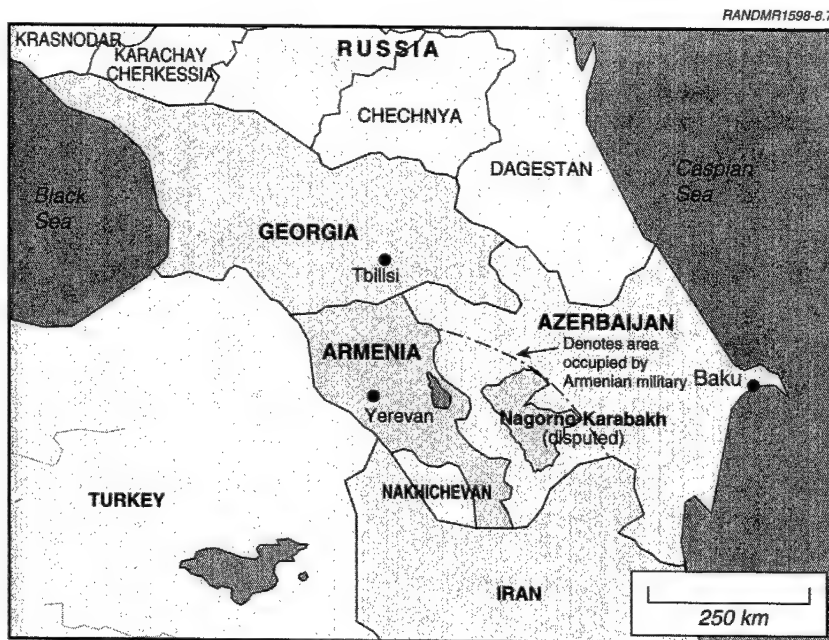 RANDMR1598-8.7
KRASNODAR
KARACHAY
CHERKESSIA
RUSSIA
CHECHNYA
DAGESTAN
Caspian
Sea
Black
Sea
GEORGIA
Tbilisi
AZERBAIJAN
Denotes area
occupied by
Armenian military
ARMENIA
Baku
Yerevan
Nagorno Karabakh
(disputed)
NAKHICHEVAN
TURKEY
IRAN
250 km